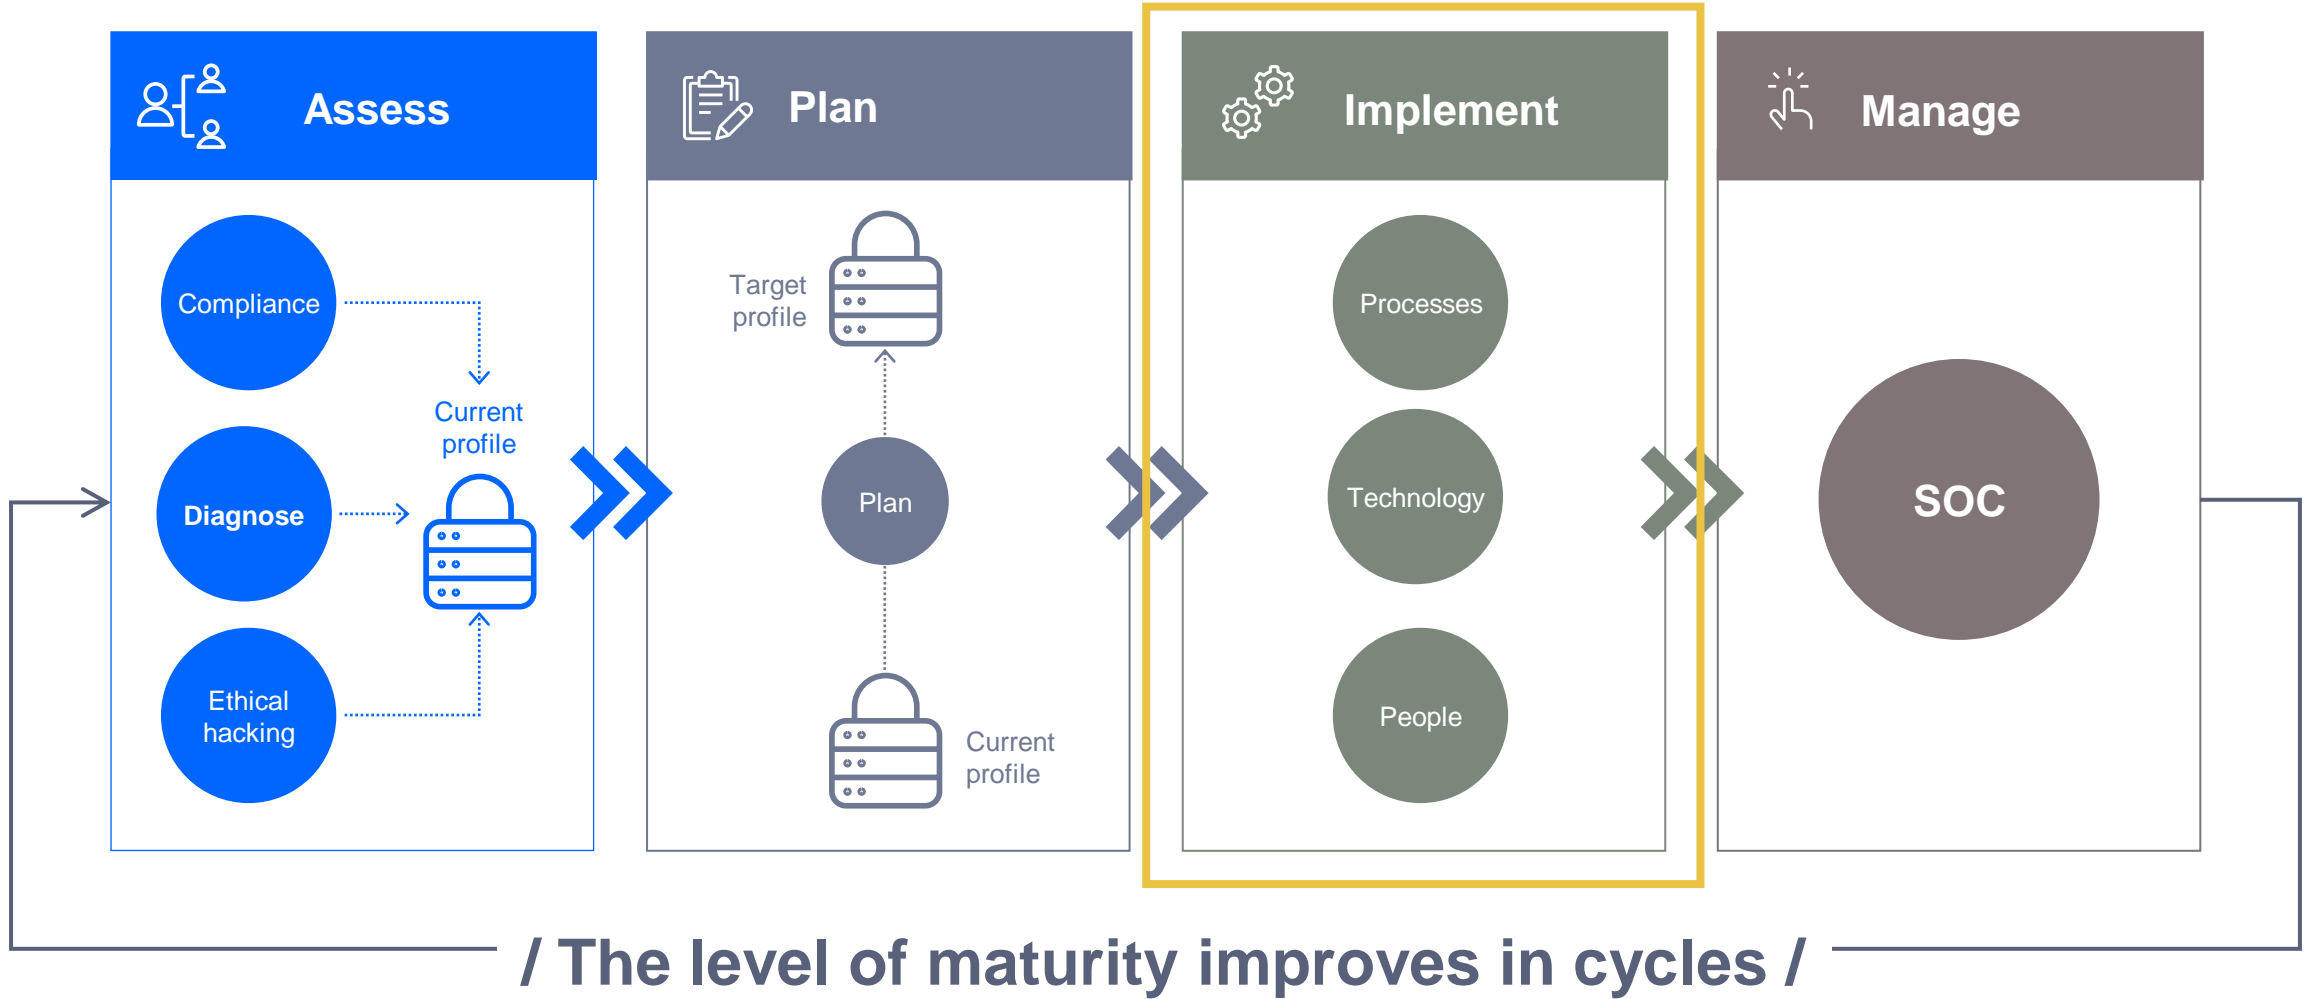 Assess
Compliance
Current
profile
Diagnose
Ethical
hacking
Plan
Target
profile
Plan
Current
profile
Implement
Processes
Technology
People
Manage
SOC
/ The level of maturity improves in cycles /